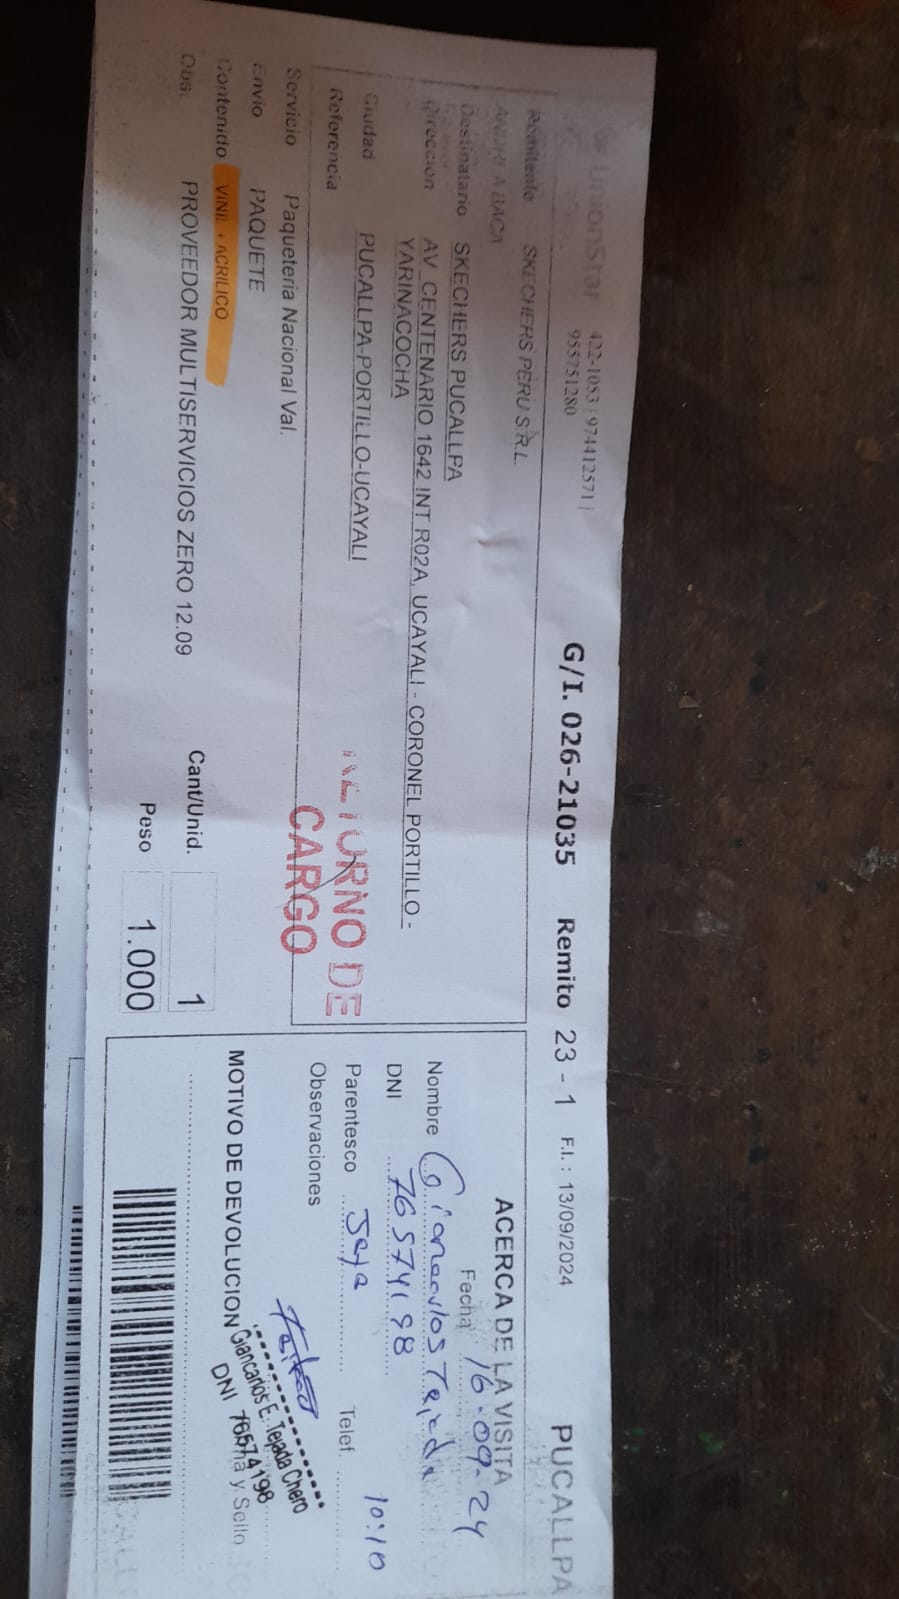 UnionStar 422-1053 | 974412571 |
955751280
G/I. 026-21035 Remito 23 - 1 F.I. : 13/09/2024 PUCALLPA
Remitente SKECHERS PERU S.R.L.
ANDREA BACA
Destinatario SKECHERS PUCALLPA
Direccion AV CENTENARIO 1642 INT R02A, UCAYALI - CORONEL PORTILLO -
YARINACOCHA
Ciudad PUCALLPA-PORTILLO-UCAYALI
Referencia
RETORNO DE
CARGO
Servicio Paqueteria Nacional Val.
Envio PAQUETE
Contenido VINIL + ACRILICO
Obs: PROVEEDOR MULTISERVICIOS ZERO 12.09
Cant/Unid. 1
Peso 1.000
ACERCA DE LA VISITA
Fecha 16-09-24
Nombre Giancarlos Tejada
DNI 76574198
Parentesco Jefe Telef. 10:10
Observaciones
MOTIVO DE DEVOLUCION
Giancarlos E. Tejada Chero
DNI 76574198
y Sello